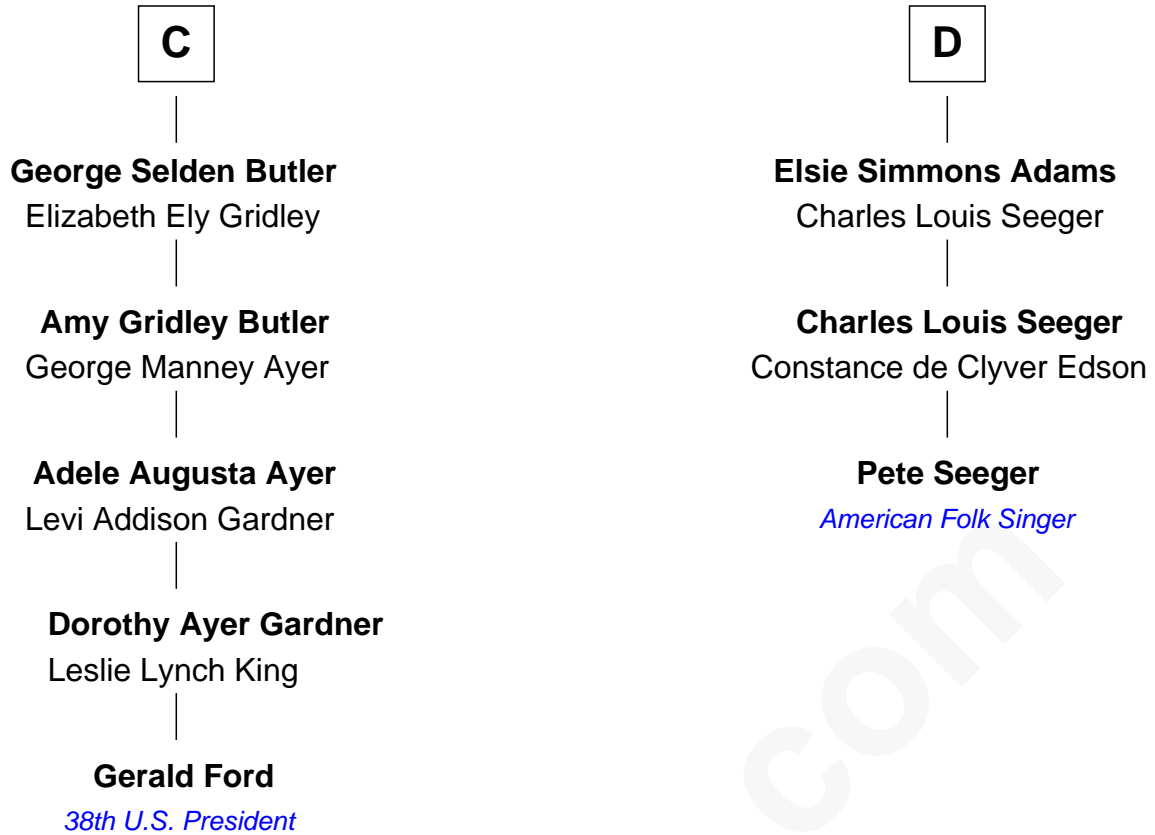 C
George Selden Butler
Elizabeth Ely Gridley
Amy Gridley Butler
George Manney Ayer
Adele Augusta Ayer
Levi Addison Gardner
Dorothy Ayer Gardner
Leslie Lynch King
Gerald Ford
38th U.S. President
D
Elsie Simmons Adams
Charles Louis Seeger
Charles Louis Seeger
Constance de Clyver Edson
Pete Seeger
American Folk Singer
com